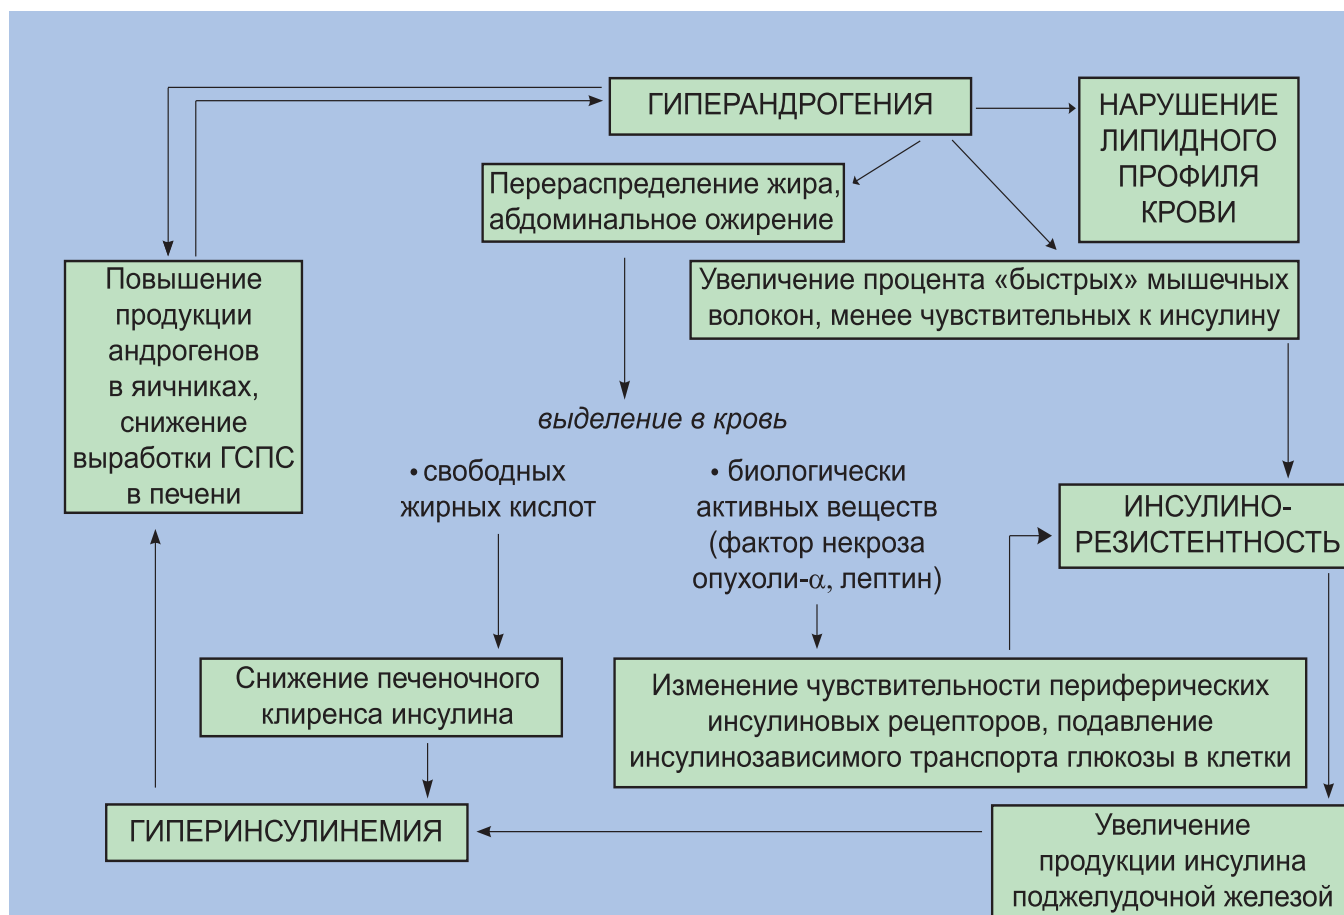 ГИПЕРАНДРОГЕНИЯ
НАРУШЕНИЕ
ЛИПИДНОГО
ПРОФИЛЯ
КРОВИ
Перераспределение жира,
абдоминальное ожирение
Повышение
продукции
андрогенов
в яичниках,
снижение
выработки ГСПС
в печени
Увеличение процента «быстрых» мышечных
волокон, менее чувствительных к инсулину
выделение в кровь
• свободных
жирных кислот
• биологически
активных веществ
(фактор некроза
опухоли-α, лептин)
ИНСУЛИНО-
РЕЗИСТЕНТНОСТЬ
Снижение печеночного
клиренса инсулина
Изменение чувствительности периферических
инсулиновых рецепторов, подавление
инсулинозависимого транспорта глюкозы в клетки
ГИПЕРИНСУЛИНЕМИЯ
Увеличение
продукции инсулина
поджелудочной железой